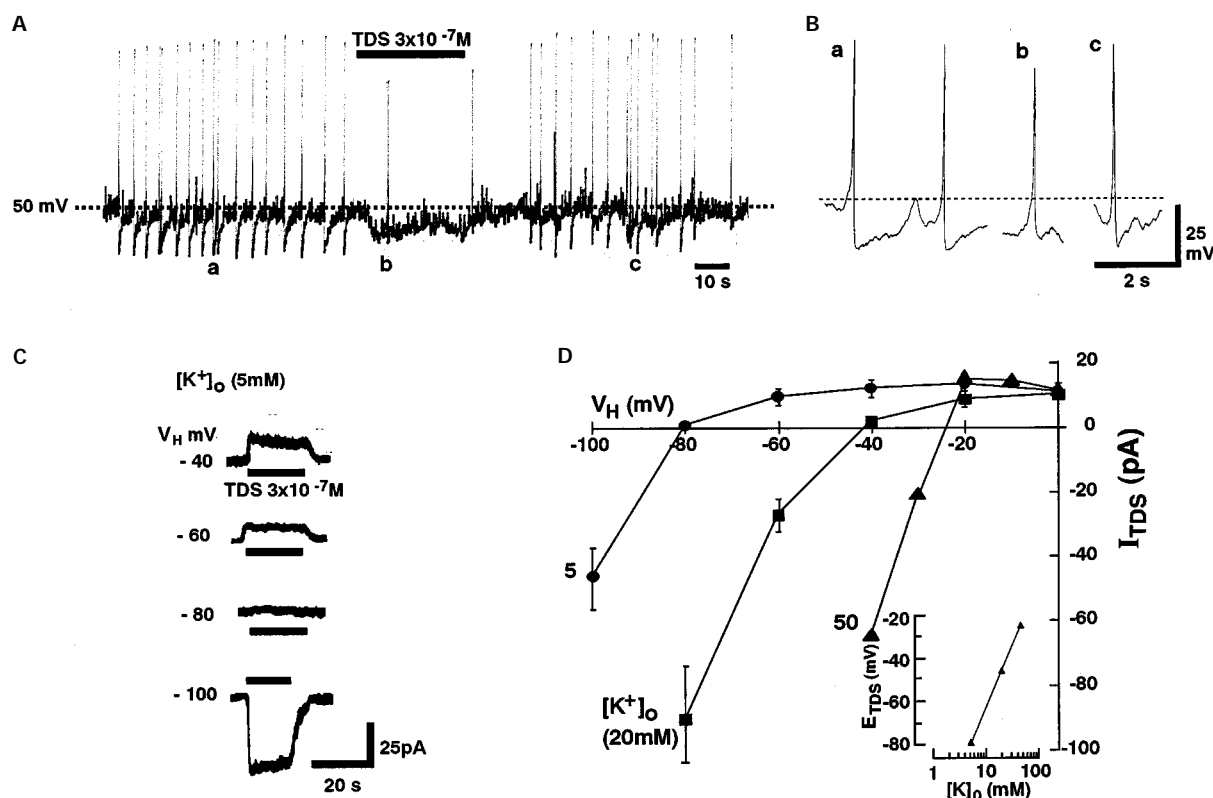 A
TDS 3x10 -7M
50 mV
a
b
c
10 s
B
a
b
c
25
mV
2 s
C
[K+]o (5mM)
VH mV
- 40
TDS 3x10 -7M
- 60
- 80
- 100
25pA
20 s
D
VH (mV)
-100
-80
-60
-40
-20
20
0
-20
-40
-60
-80
-100
ITDS (pA)
5
[K+]o
(20mM)
50
-20
-40
-60
-80
ETDS (mV)
1
10
100
[K]o (mM)